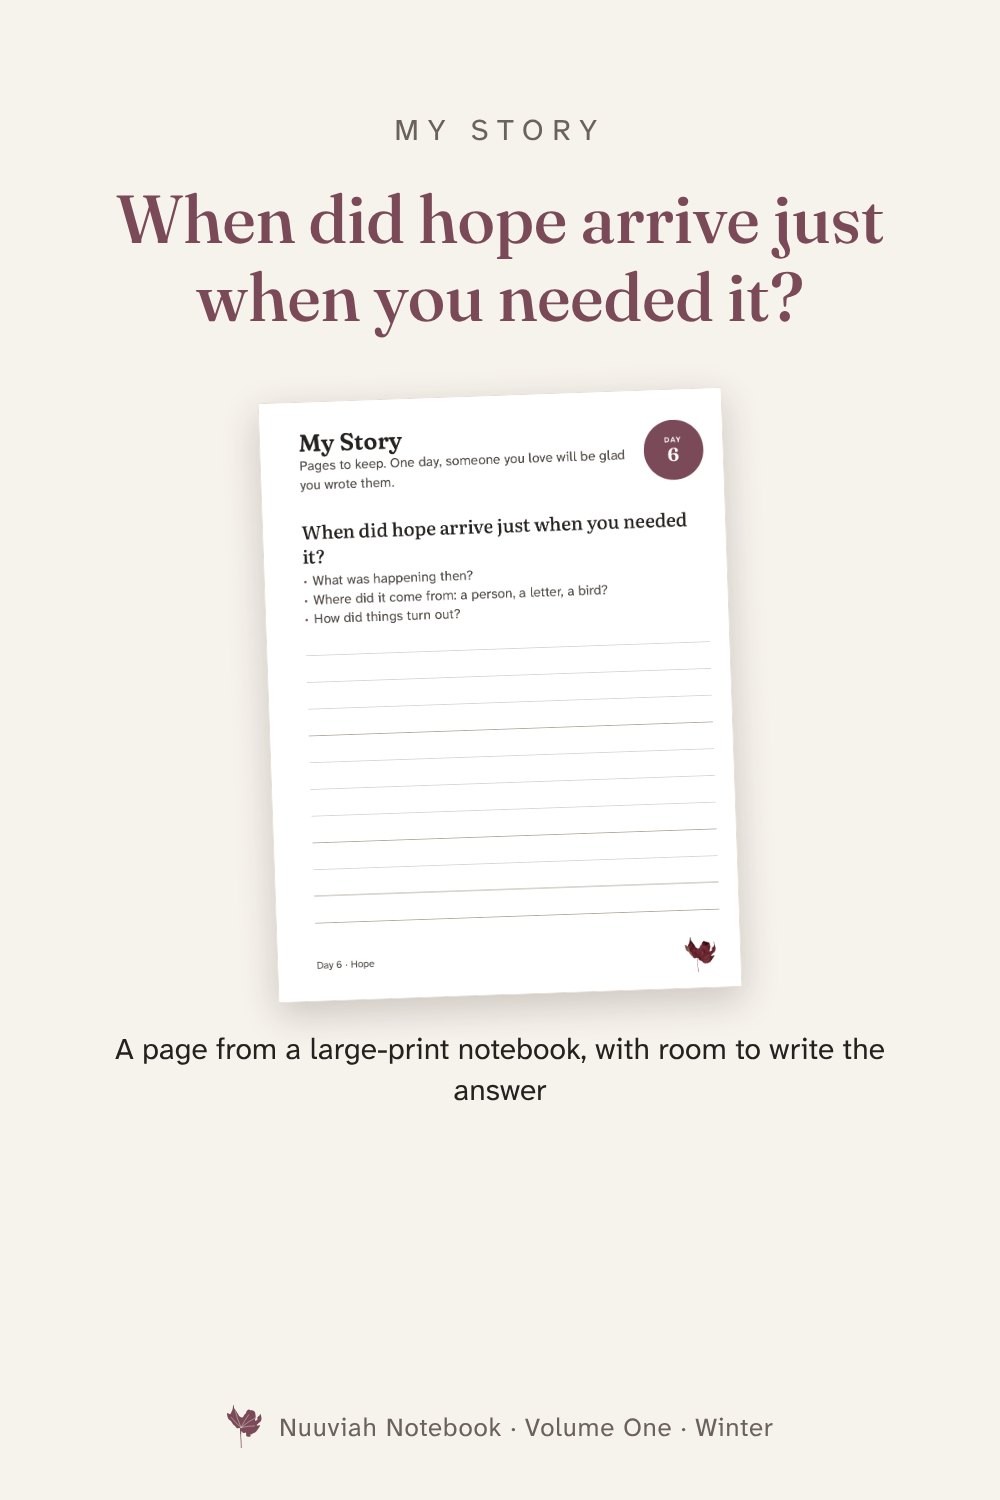 MY STORY
When did hope arrive just
when you needed it?
My Story
Pages to keep. One day, someone you love will be glad
you wrote them.
DAY
6
When did hope arrive just when you needed
it?
· What was happening then?
· Where did it come from: a person, a letter, a bird?
· How did things turn out?
Day 6 · Hope
A page from a large-print notebook, with room to write the
answer
Nuuviah Notebook · Volume One · Winter